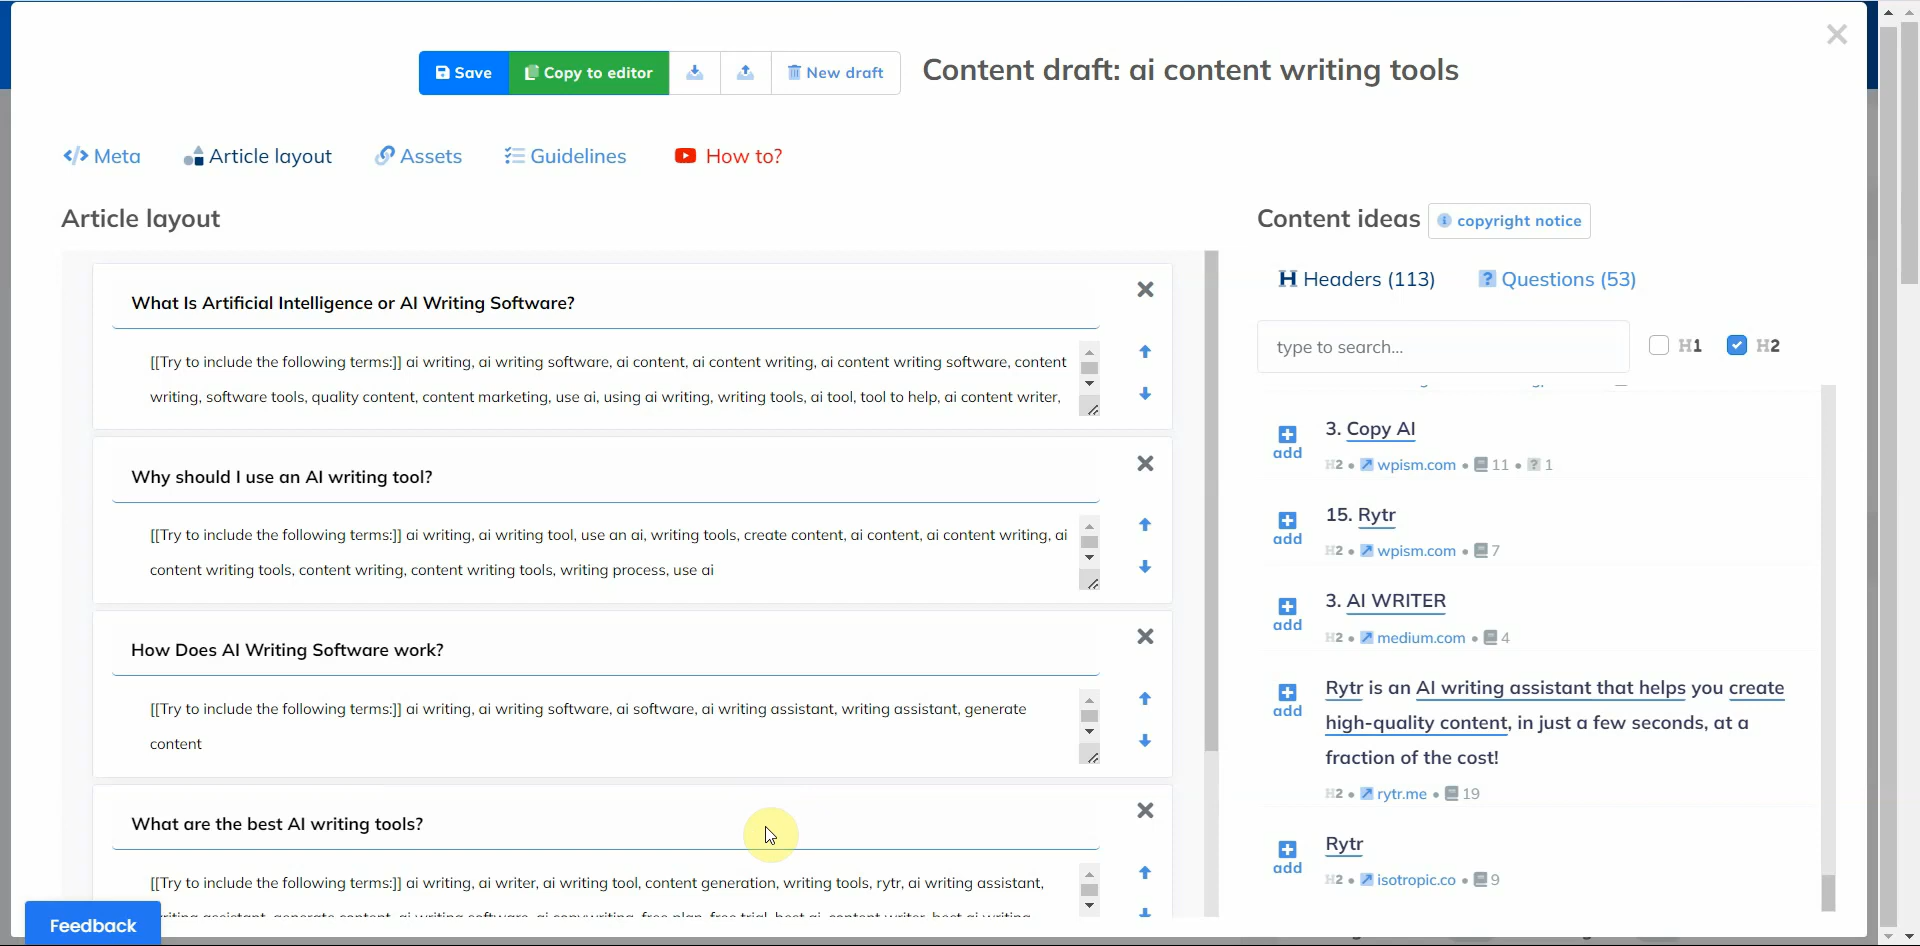 Save Copy to editor New draft Content draft: ai content writing tools
</> Meta Article layout Assets Guidelines How to?
Article layout
What Is Artificial Intelligence or AI Writing Software?
[[Try to include the following terms:]] ai writing, ai writing software, ai content, ai content writing, ai content writing software, content
writing, software tools, quality content, content marketing, use ai, using ai writing, writing tools, ai tool, tool to help, ai content writer,
Why should I use an AI writing tool?
[[Try to include the following terms:]] ai writing, ai writing tool, use an ai, writing tools, create content, ai content, ai content writing, ai
content writing tools, content writing, content writing tools, writing process, use ai
How Does AI Writing Software work?
[[Try to include the following terms:]] ai writing, ai writing software, ai software, ai writing assistant, writing assistant, generate
content
What are the best AI writing tools?
[[Try to include the following terms:]] ai writing, ai writer, ai writing tool, content generation, writing tools, rytr, ai writing assistant,
Feedback
Content ideas copyright notice
H Headers (113) ? Questions (53)
type to search... H1 H2
3. Copy AI
add
H2 • wpism.com • 11 • ? 1
15. Rytr
add
H2 • wpism.com • 7
3. AI WRITER
add
H2 • medium.com • 4
Rytr is an AI writing assistant that helps you create
add
high-quality content, in just a few seconds, at a
fraction of the cost!
H2 • rytr.me • 19
Rytr
add
H2 • isotropic.co • 9